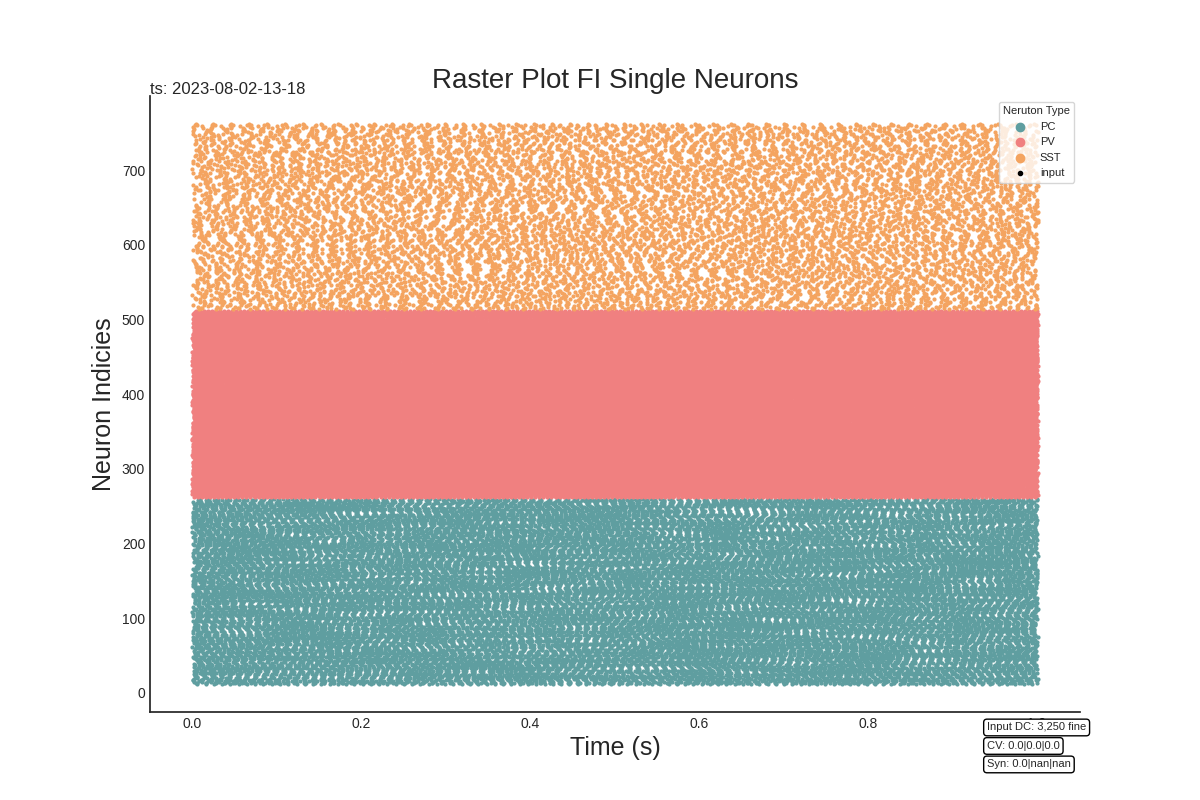 Raster Plot FI Single Neurons
ts: 2023-08-02-13-18
Neruton Type
PC
PV
SST
input
Neuron Indicies
700
600
500
400
300
200
100
0
0.0
0.2
0.4
0.6
0.8
Time (s)
Input DC: 3,250 fine
CV: 0.0|0.0|0.0
Syn: 0.0|nan|nan